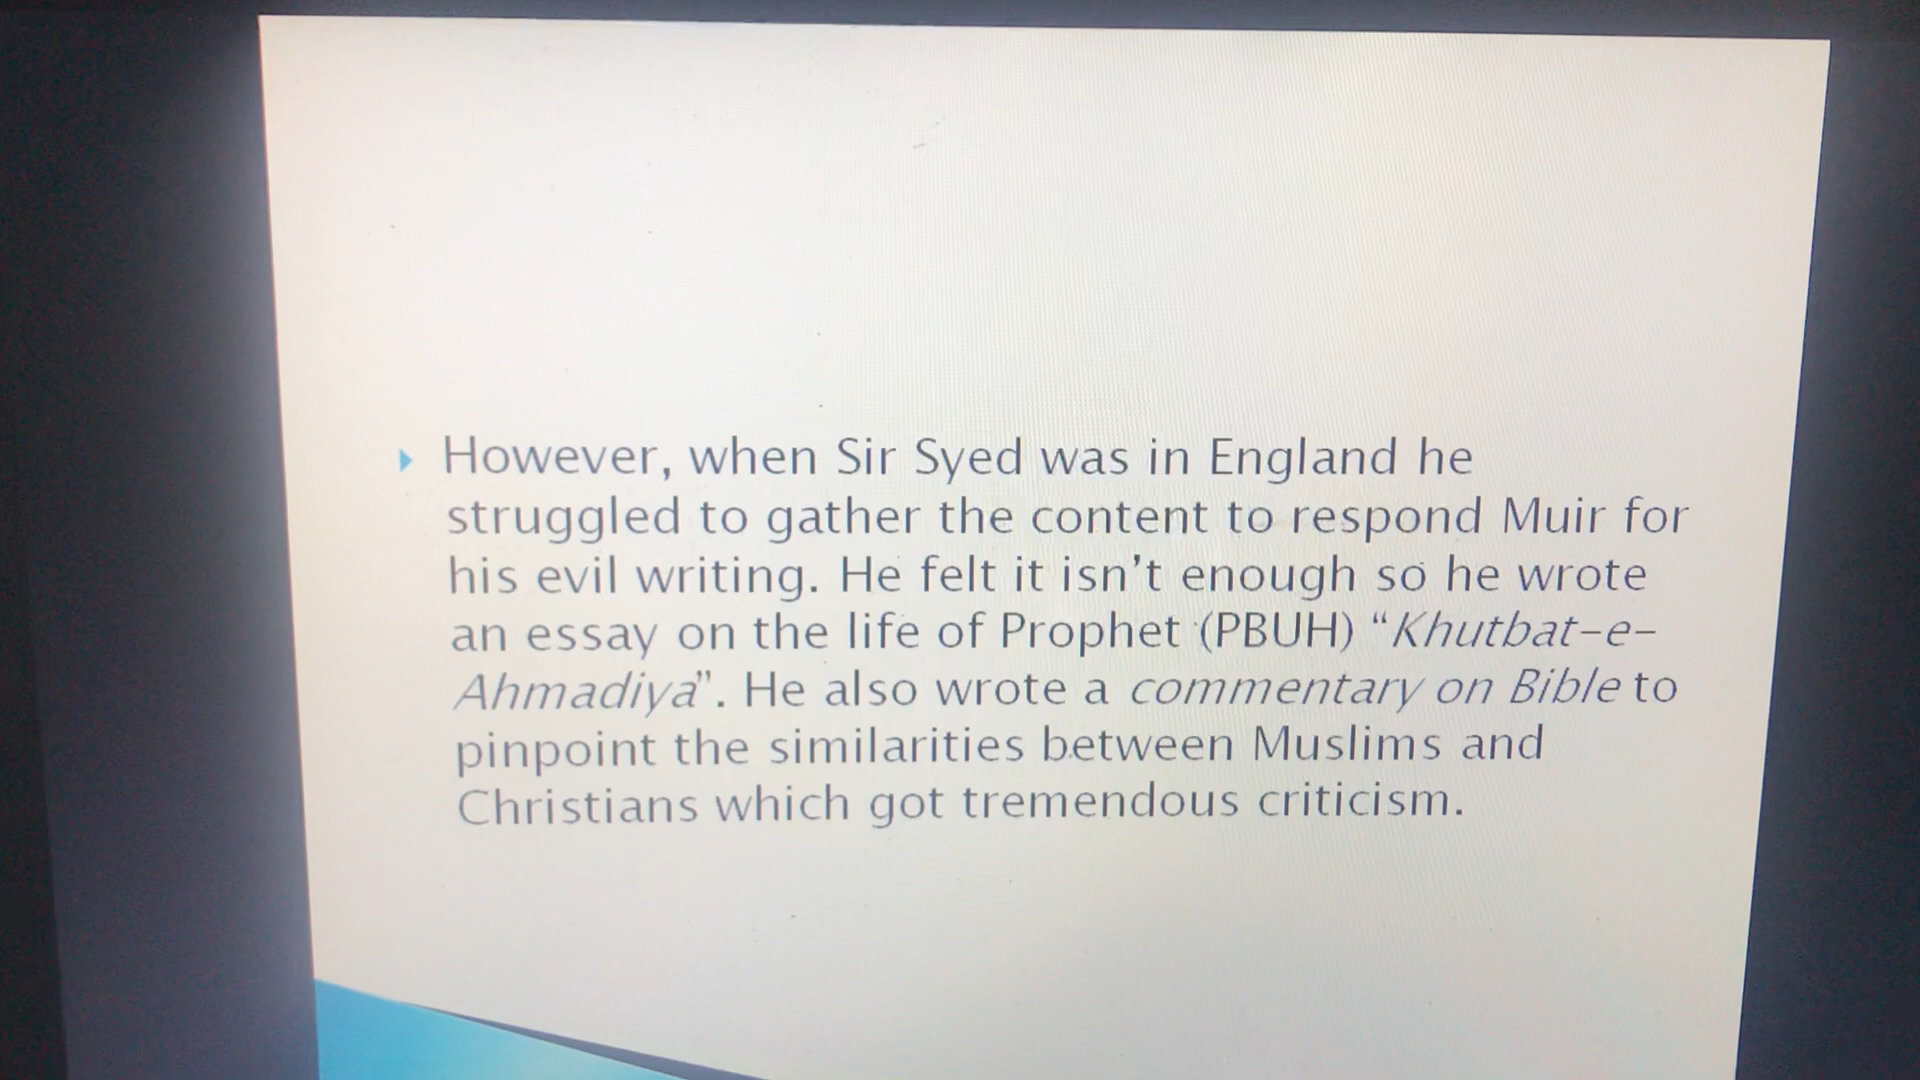 However, when Sir Syed was in England he
struggled to gather the content to respond Muir for
his evil writing. He felt it isn't enough so he wrote
an essay on the life of Prophet (PBUH) “Khutbat-e-
Ahmadiya”. He also wrote a commentary on Bible to
pinpoint the similarities between Muslims and
Christians which got tremendous criticism.